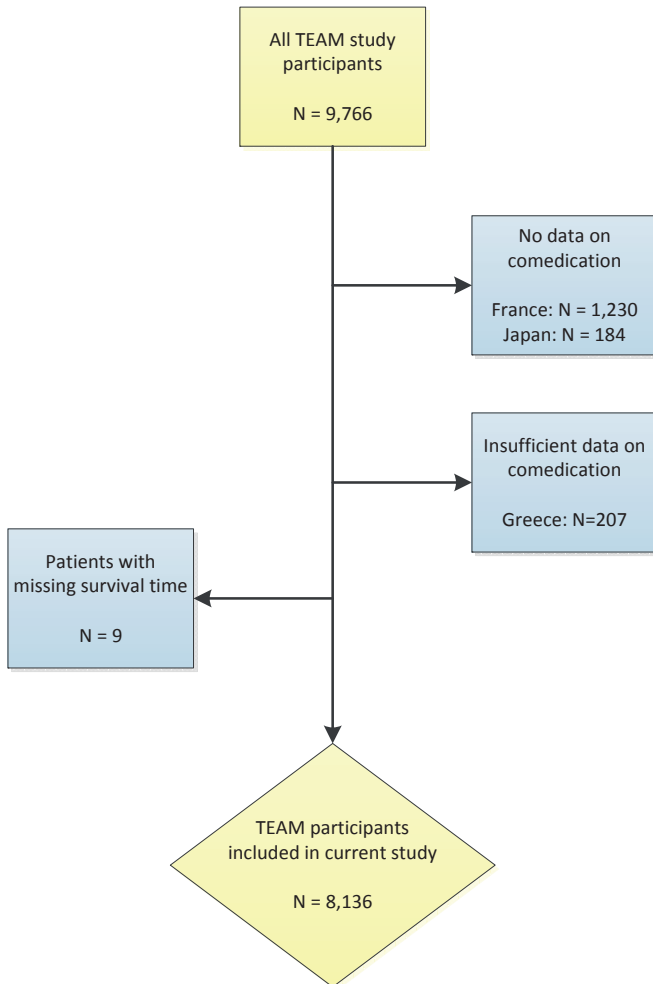 All TEAM study
participants
N = 9,766
No data on
comedication
France: N = 1,230
Japan: N = 184
Insufficient data on
comedication
Greece: N=207
Patients with
missing survival time
N = 9
TEAM participants
included in current study
N = 8,136